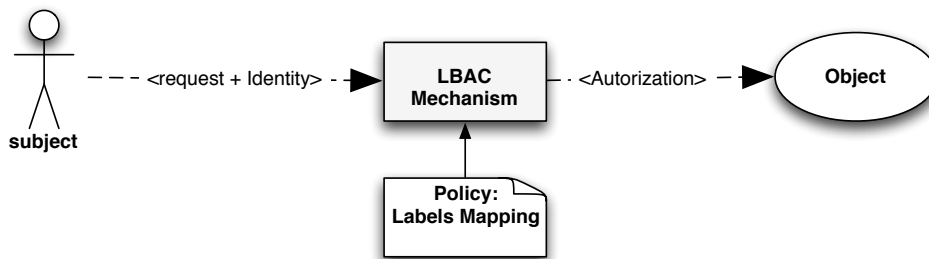 <request + Identity>
LBAC
Mechanism
<Autorization>
Object
subject
Policy:
Labels Mapping